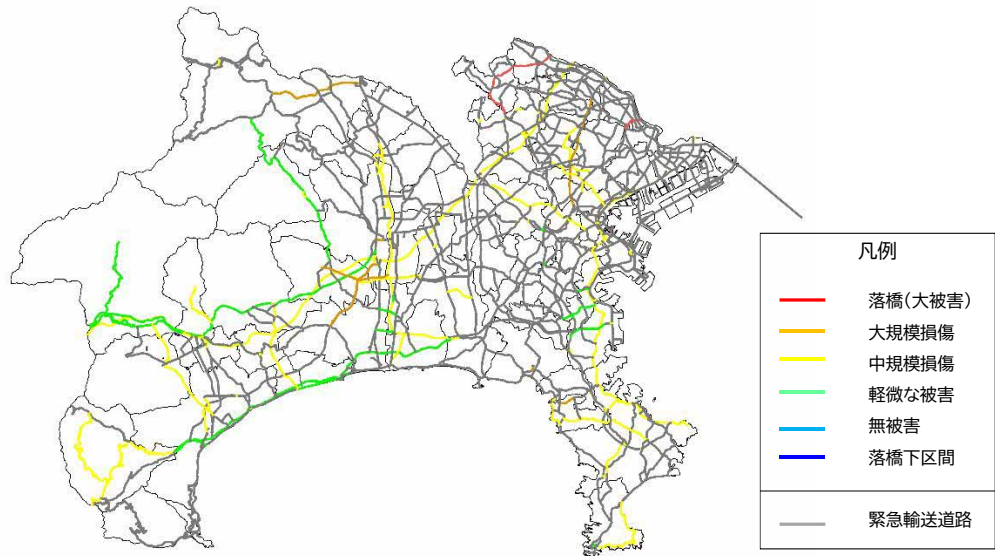 凡例
落橋(大被害)
大規模損傷
中規模損傷
軽微な被害
無被害
落橋下区間
緊急輸送道路